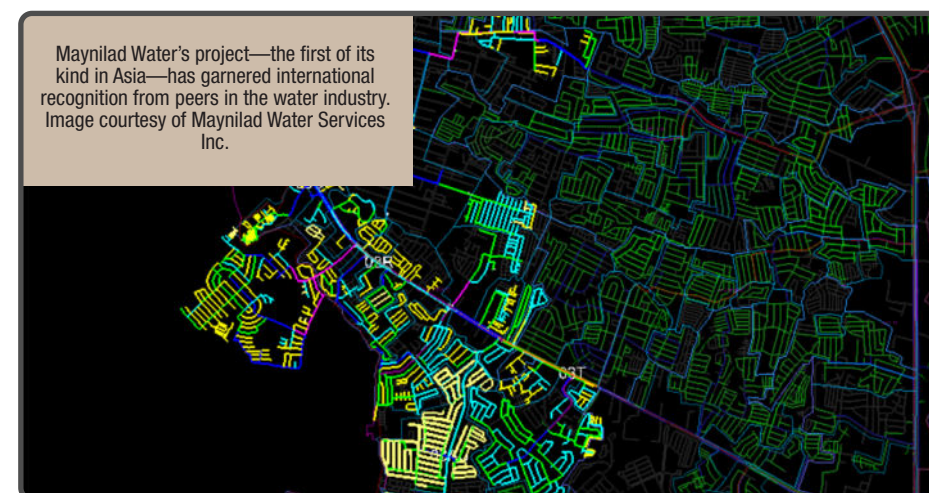 Maynilad Water's project—the first of its
kind in Asia—has garnered international
recognition from peers in the water industry.
Image courtesy of Maynilad Water Services
Inc.
03T